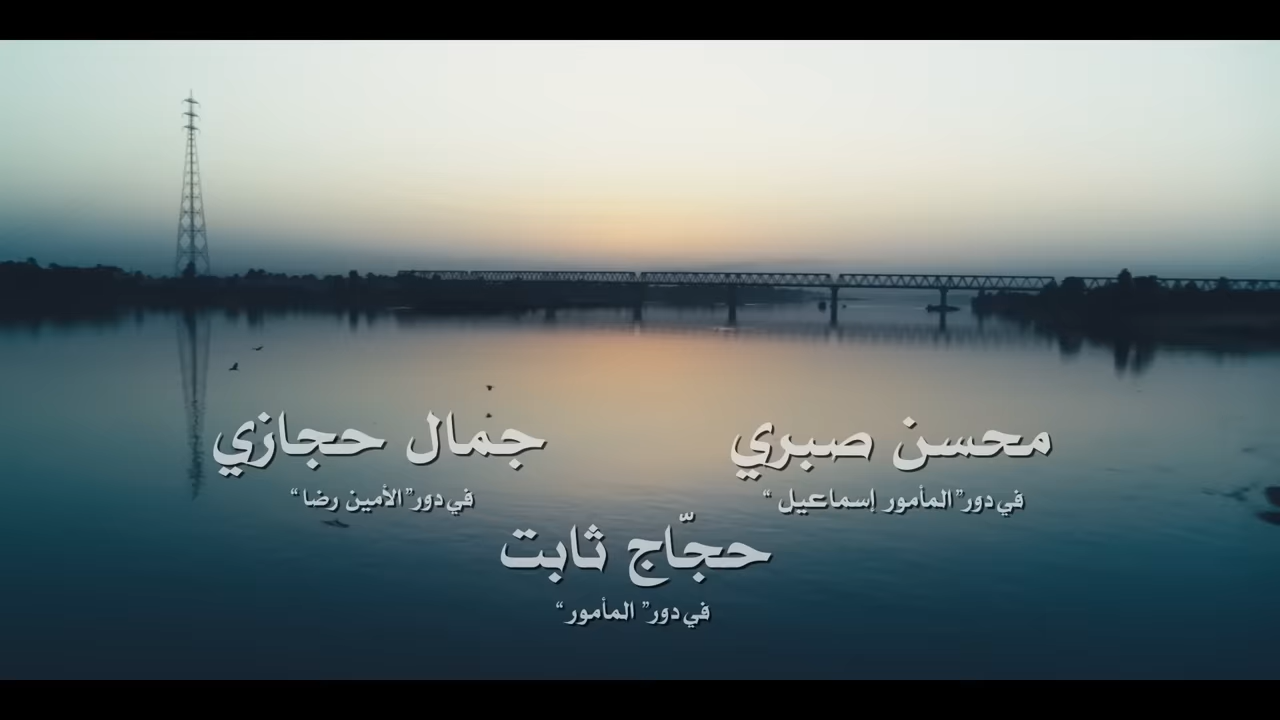 محسن صبري
في دور"المأمور إسماعيل "
جمال حجازي
في دور"الأمين رضا "
حجّاج ثابت
في دور" المأمور"